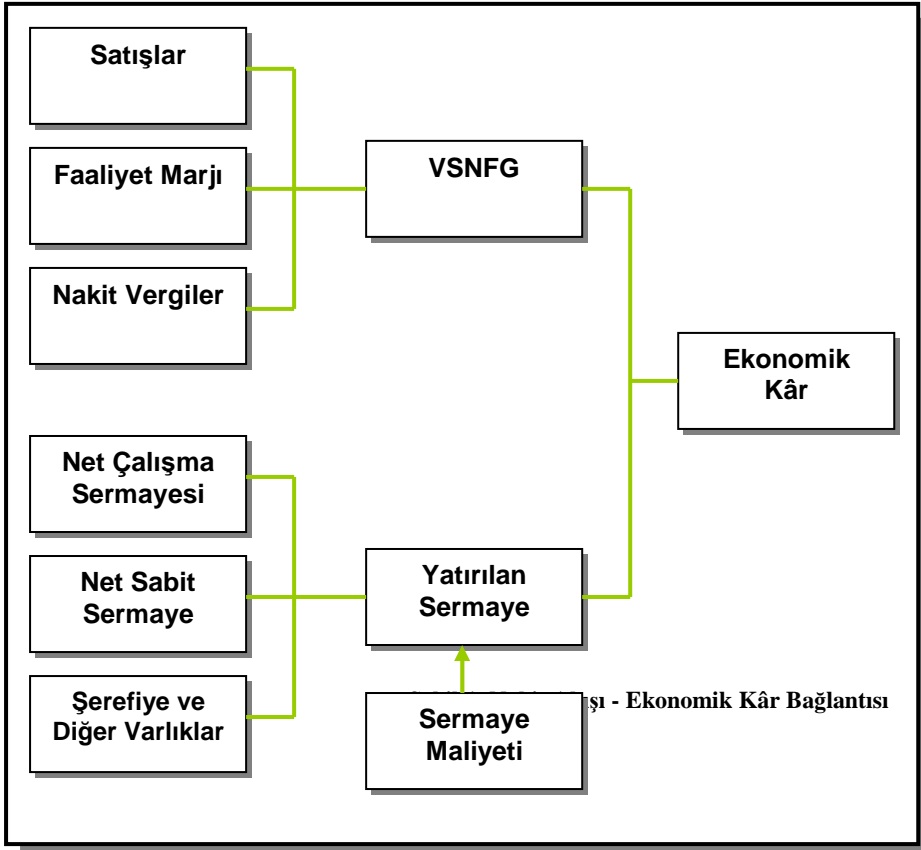 Satışlar
Faaliyet Marjı
VSNFG
Nakit Vergiler
Ekonomik
Kâr
Net Çalışma
Sermayesi
Net Sabit
Sermaye
Yatırılan
Sermaye
Şerefiye ve
Diğer Varlıklar
Sermaye
Maliyeti
- Ekonomik Kâr Bağlantısı